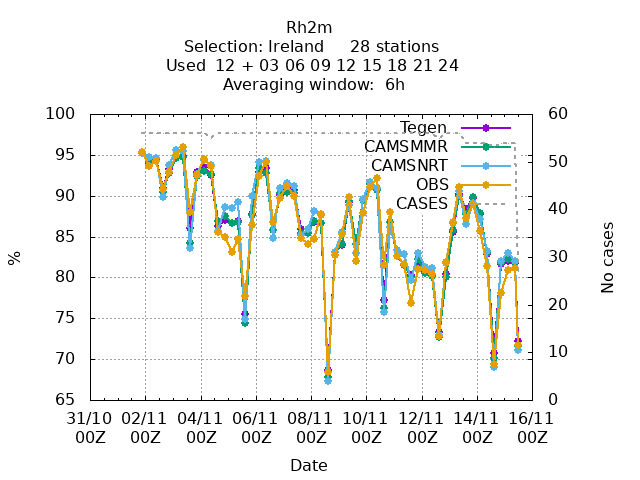 Rh2m
Selection: Ireland     28 stations
Used  12 + 03 06 09 12 15 18 21 24
Averaging window:  6h
100
95
90
85
80
75
70
65
%
60
50
40
30
20
10
0
No cases
Tegen
CAMSMMR
CAMSNRT
OBS
CASES
31/10 02/11 04/11 06/11 08/11 10/11 12/11 14/11 16/11
00Z 00Z 00Z 00Z 00Z 00Z 00Z 00Z 00Z
Date